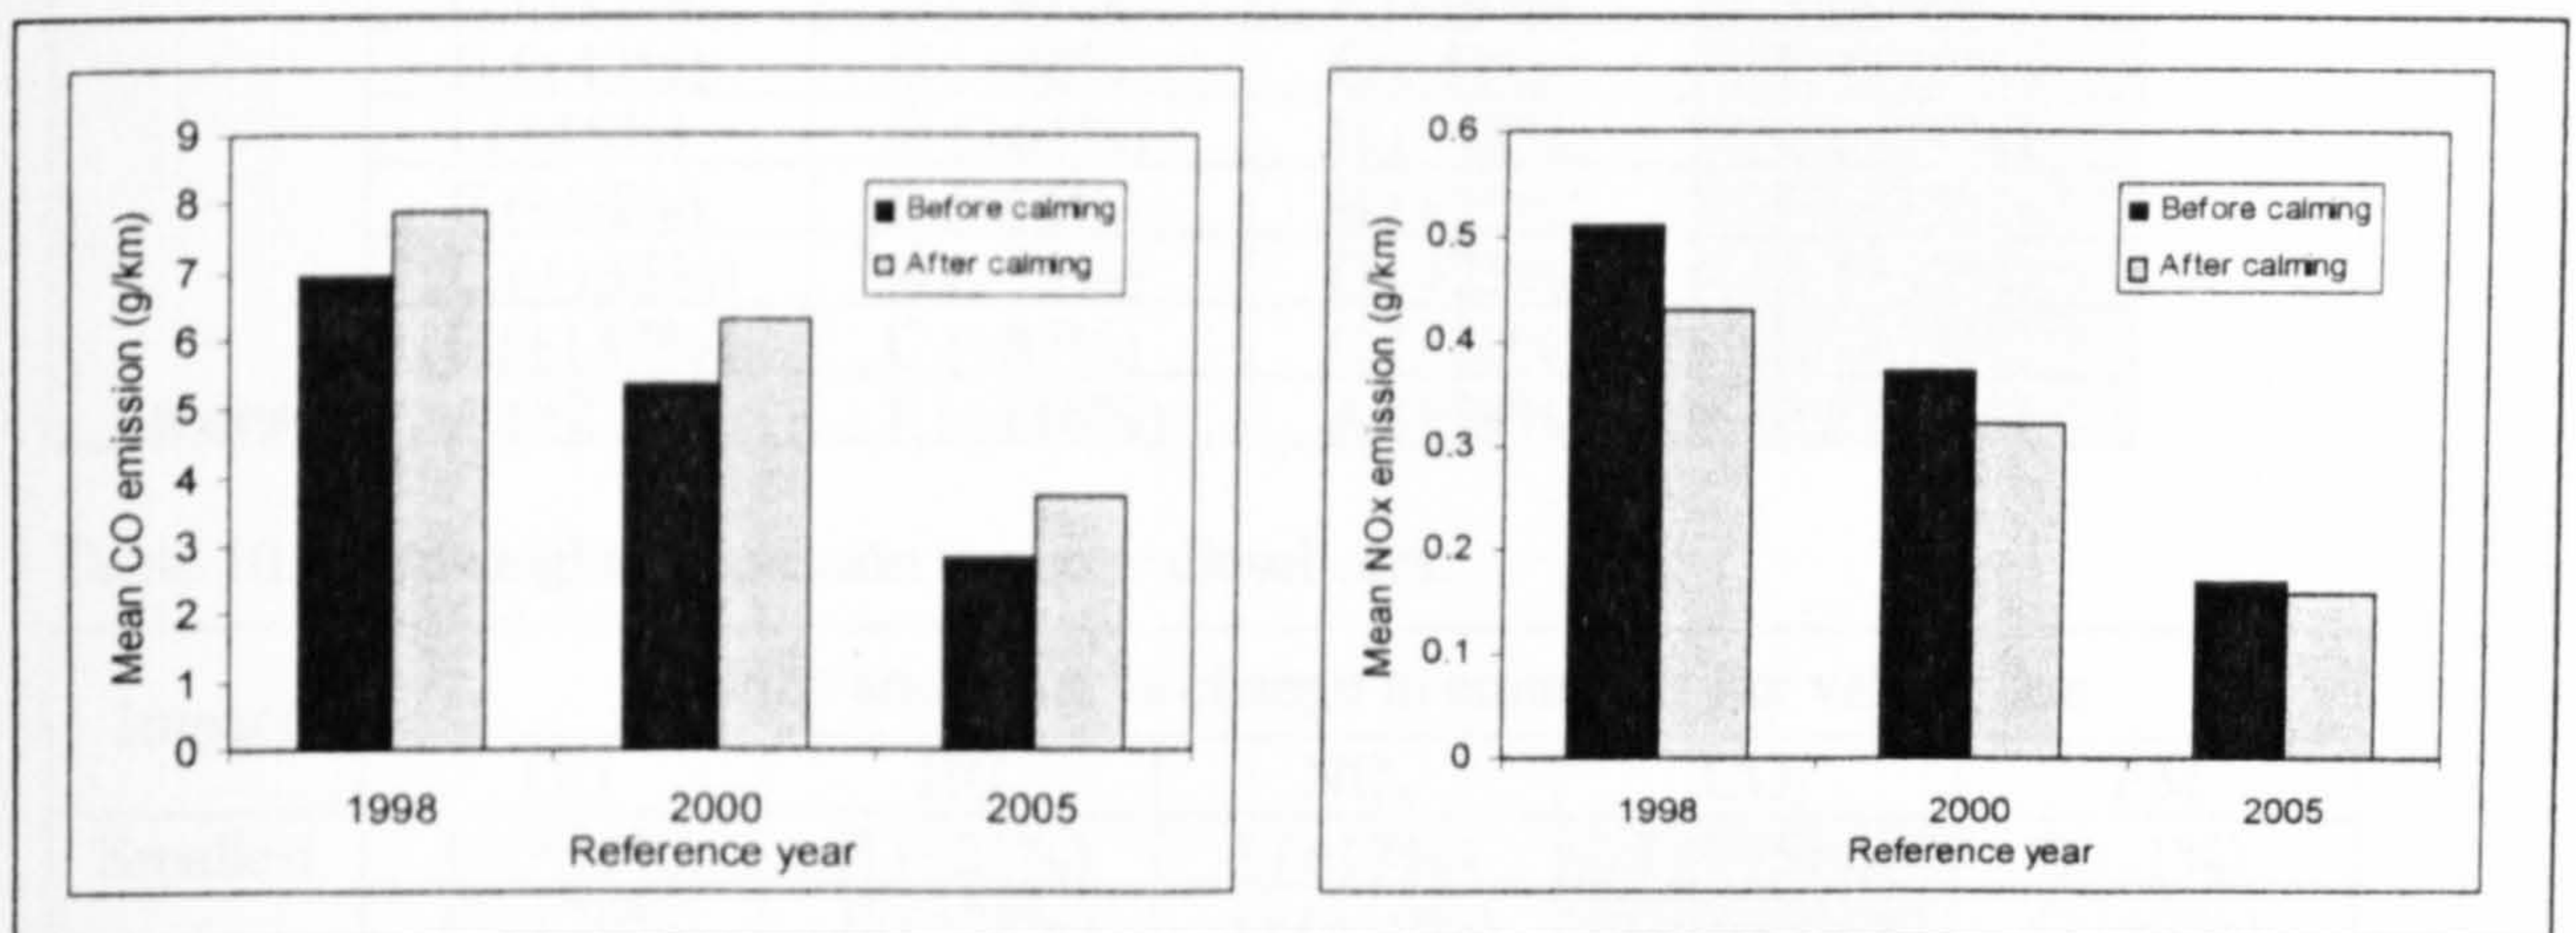 9
8
7
6
5
4
3
2
1
0
Mean CO emission (g/km)
Before calming
After calming
1998 2000 2005
Reference year
0.6
0.5
0.4
0.3
0.2
0.1
0
Mean NOx emission (g/km)
Before calming
After calming
1998 2000 2005
Reference year